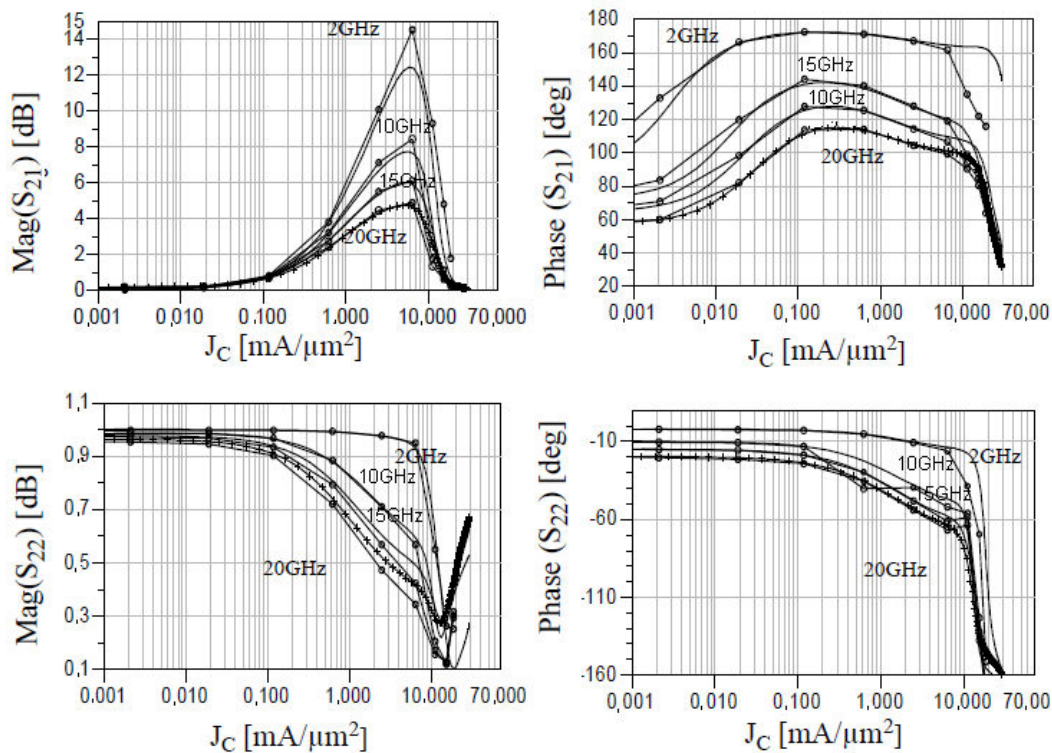 Mag(S21) [dB]
15
14
12
10
8
6
4
2
0
2GHz
10GHz
15GHz
20GHz
0,001 0,010 0,100 1,000 10,000 70,000
JC [mA/µm²]
Phase (S21) [deg]
180
160
140
120
100
80
60
40
20
2GHz
15GHz
10GHz
20GHz
0,001 0,010 0,100 1,000 10,000 70,00
JC [mA/µm²]
Mag(S22) [dB]
1,1
0,9
0,7
0,5
0,3
0,1
2GHz
10GHz
15GHz
20GHz
0,001 0,010 0,100 1,000 10,000 70,000
JC [mA/µm²]
Phase (S22) [deg]
-10
-60
-110
-160
2GHz
10GHz
15GHz
20GHz
0,001 0,010 0,100 1,000 10,000 70,00
JC [mA/µm²]